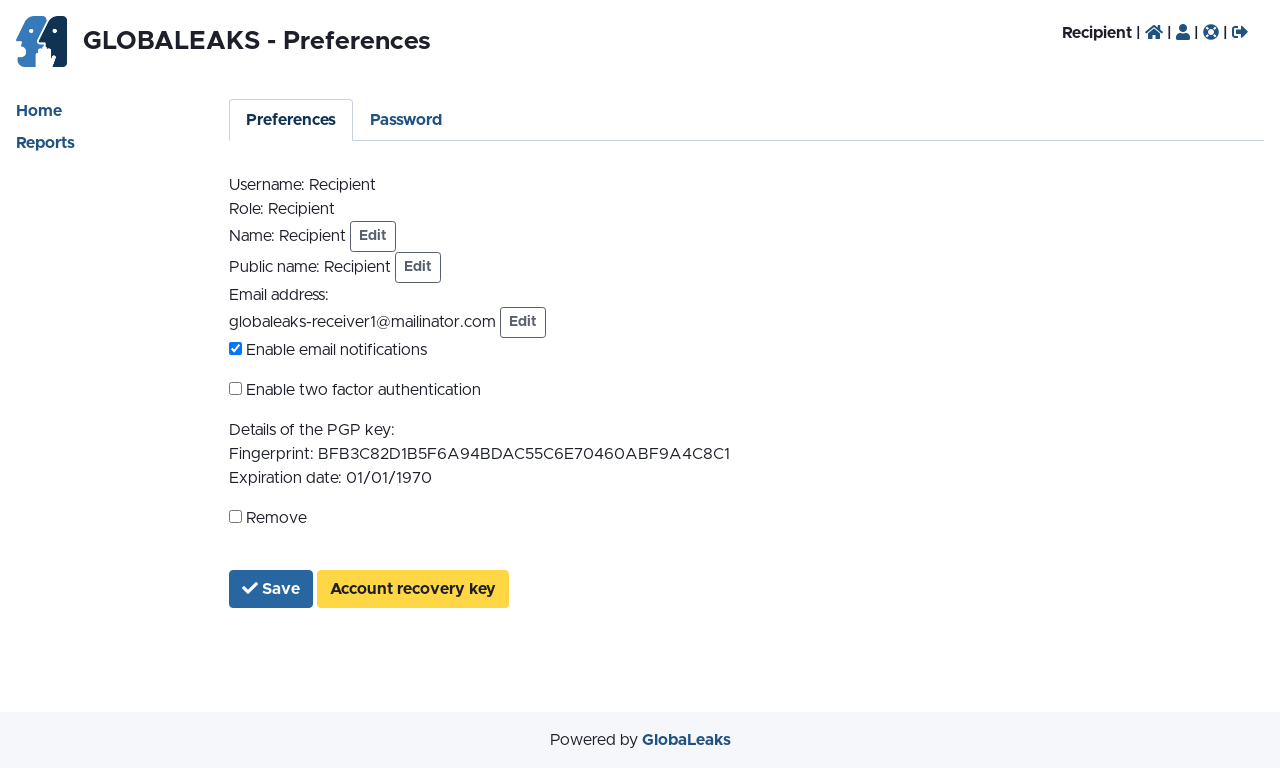 GLOBALEAKS - Preferences
Recipient | | | |
Home
Reports
Preferences
Password
Username: Recipient
Role: Recipient
Name: Recipient Edit
Public name: Recipient Edit
Email address:
globaleaks-receiver1@mailinator.com Edit
Enable email notifications
Enable two factor authentication
Details of the PGP key:
Fingerprint: BFB3C82D1B5F6A94BDAC55C6E70460ABF9A4C8C1
Expiration date: 01/01/1970
Remove
Save
Account recovery key
Powered by GlobaLeaks